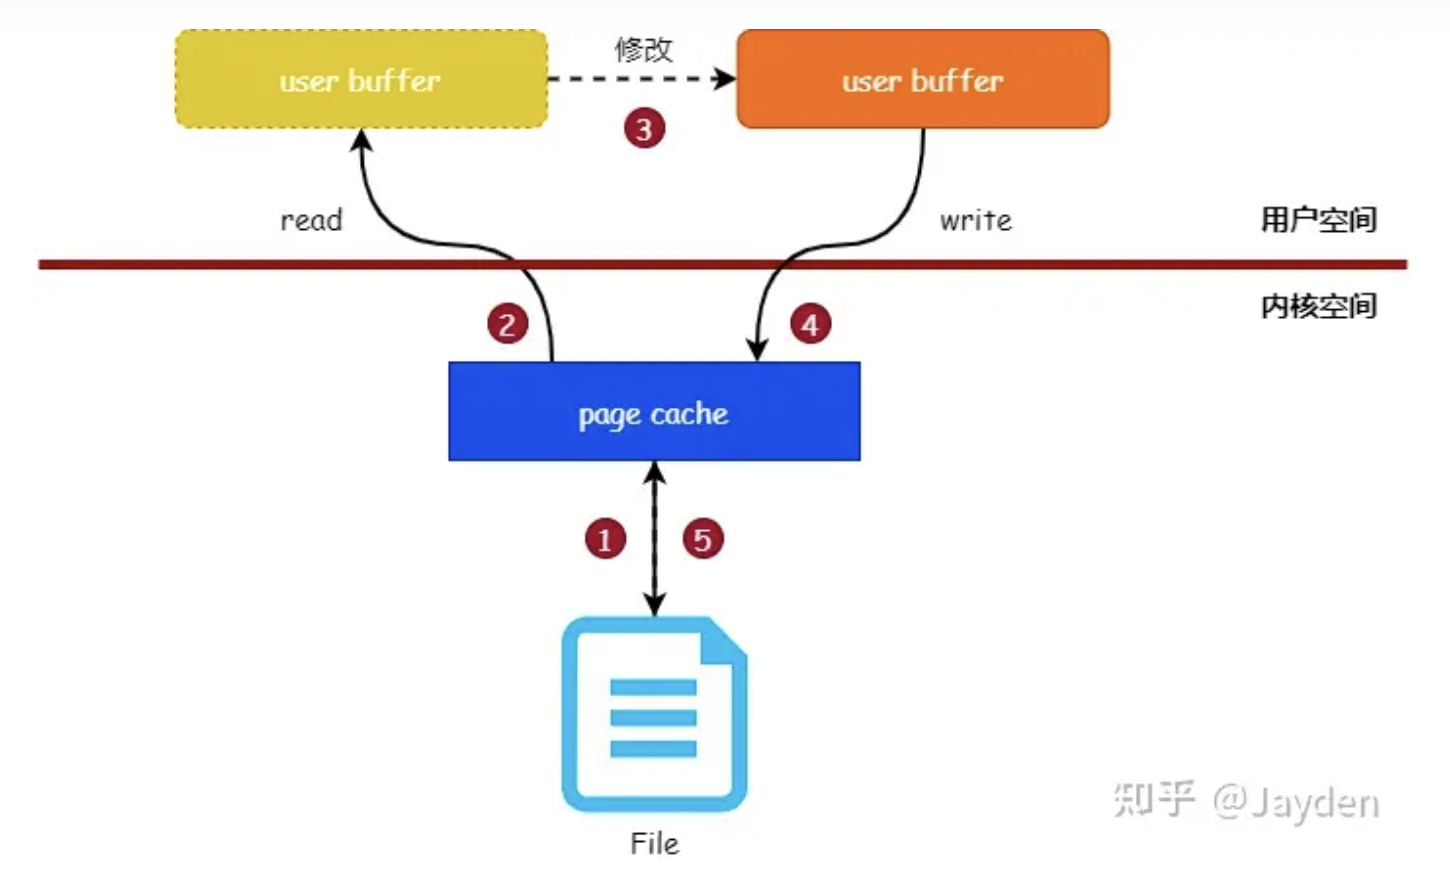 user buffer
修改
user buffer
3
read
write
用户空间
内核空间
2
4
page cache
1
5
File
知乎 @Jayden